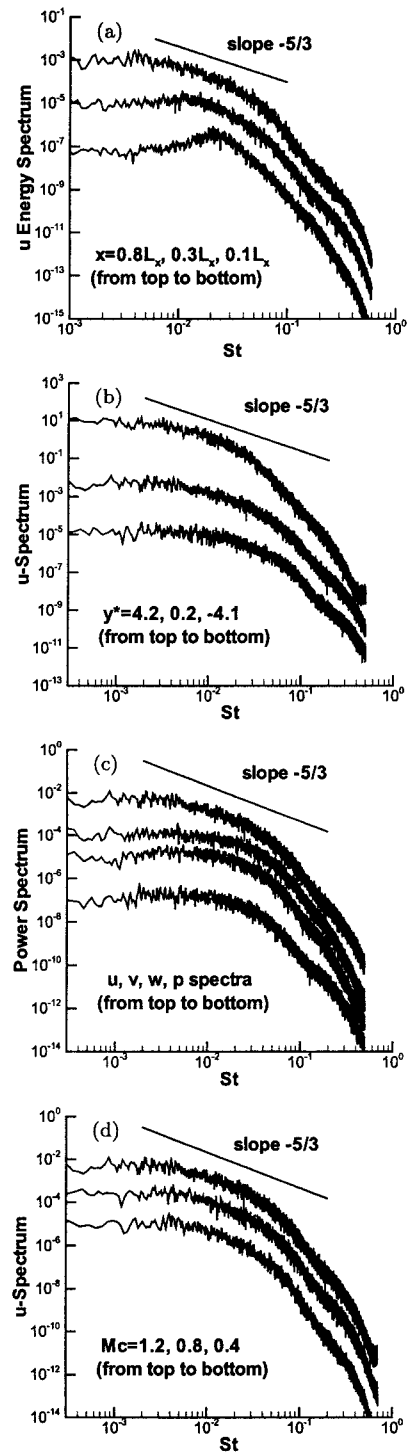 (a)
slope -5/3
10^-1
10^-3
10^-5
10^-7
10^-9
10^-11
10^-13
10^-15
u Energy Spectrum
x=0.8L_x, 0.3L_x, 0.1L_x
(from top to bottom)
10^-3 10^-2 10^-1 10^0
St
(b)
slope -5/3
10^3
10^1
10^-1
10^-3
10^-5
10^-7
10^-9
10^-11
10^-13
u-Spectrum
y*=4.2, 0.2, -4.1
(from top to bottom)
10^-3 10^-2 10^-1 10^0
St
(c)
slope -5/3
10^0
10^-2
10^-4
10^-6
10^-8
10^-10
10^-12
10^-14
Power Spectrum
u, v, w, p spectra
(from top to bottom)
10^-3 10^-2 10^-1 10^0
St
(d)
slope -5/3
10^0
10^-2
10^-4
10^-6
10^-8
10^-10
10^-12
10^-14
u-Spectrum
Mc=1.2, 0.8, 0.4
(from top to bottom)
10^-3 10^-2 10^-1 10^0
St